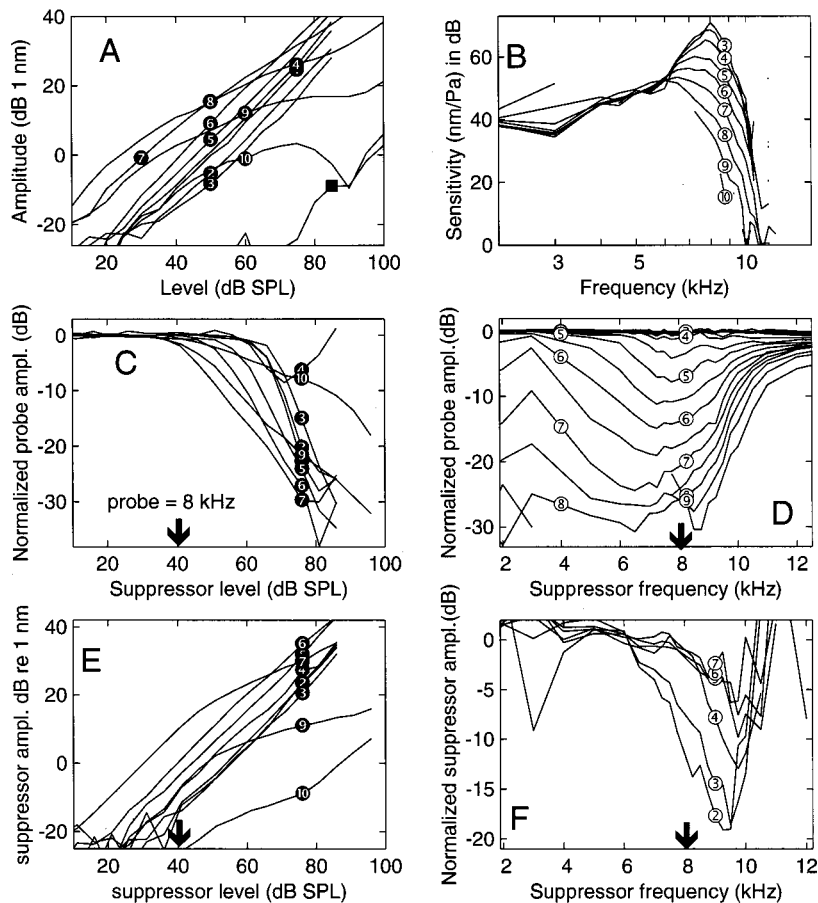 A
Amplitude (dB 1 nm)
40
20
0
-20
8
4
9
7
5
2
3
10
20 40 60 80 100
Level (dB SPL)
B
Sensitivity (nm/Pa) in dB
60
40
20
0
3
4
5
6
7
8
9
10
3 5 10
Frequency (kHz)
C
Normalized probe ampl. (dB)
0
-10
-20
-30
4
10
3
2
9
5
6
7
probe = 8 kHz
20 40 60 80 100
Suppressor level (dB SPL)
D
Normalized probe ampl.(dB)
0
-10
-20
-30
5
4
6
5
7
6
8
7
9
2 4 6 8 10 12
Suppressor frequency (kHz)
E
suppressor ampl. dB re 1 nm
40
20
0
-20
6
7
4
2
3
9
10
20 40 60 80 100
suppressor level (dB SPL)
F
Normalized suppressor ampl.(dB)
0
-5
-10
-15
-20
7
6
4
3
2
2 4 6 8 10 12
Suppressor frequency (kHz)